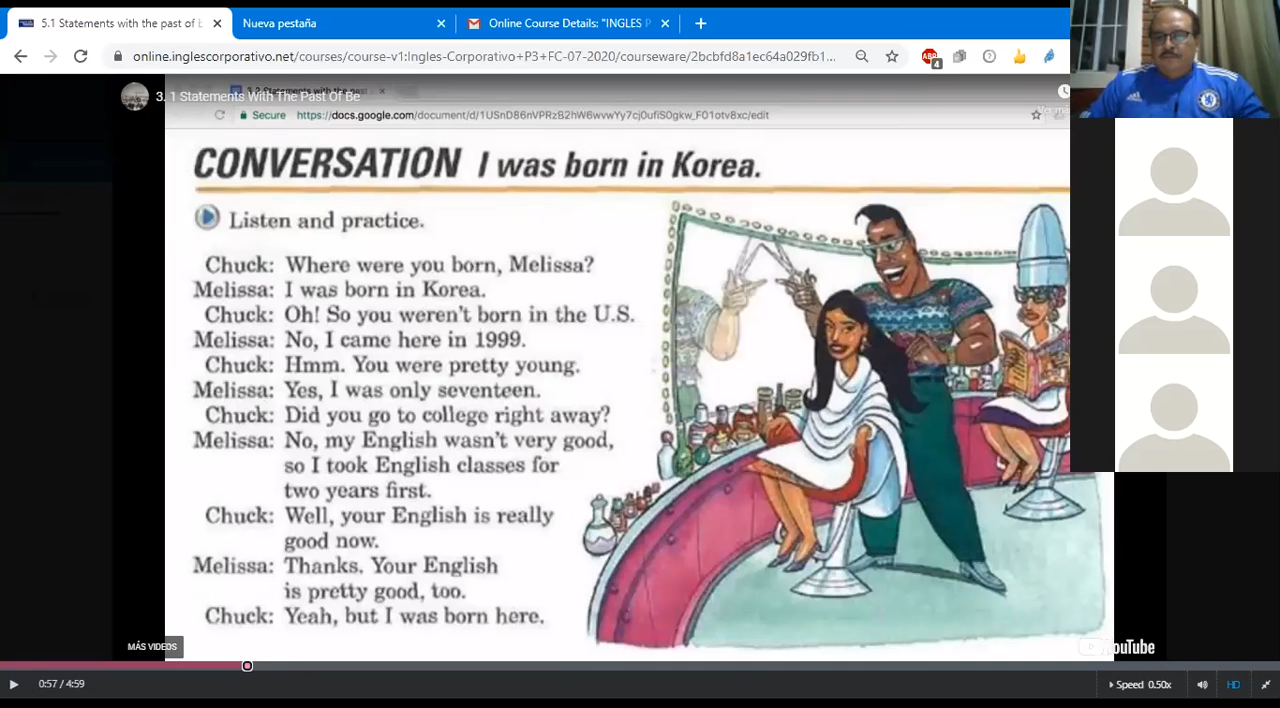 5.1 Statements with the past of b
Nueva pestaña
Online Course Details: "INGLES P
online.inglescorporativo.net/courses/course-v1:Ingles-Corporativo+P3+FC-07-2020/courseware/2bcbfd8a1ec64a029fb1...
ABP
4
3. 1 Statements With The Past Of Be
Secure https://docs.google.com/document/d/1USnD86nVPRzB2hW6wvwYy7cj0ufiS0gkw_F01otv8xc/edit
CONVERSATION I was born in Korea.
Listen and practice.
Chuck: Where were you born, Melissa?
Melissa: I was born in Korea.
Chuck: Oh! So you weren't born in the U.S.
Melissa: No, I came here in 1999.
Chuck: Hmm. You were pretty young.
Melissa: Yes, I was only seventeen.
Chuck: Did you go to college right away?
Melissa: No, my English wasn't very good,
so I took English classes for
two years first.
Chuck: Well, your English is really
good now.
Melissa: Thanks. Your English
is pretty good, too.
Chuck: Yeah, but I was born here.
MÁS VIDEOS
YouTube
0:57 / 4:59
Speed 0.50x
HD